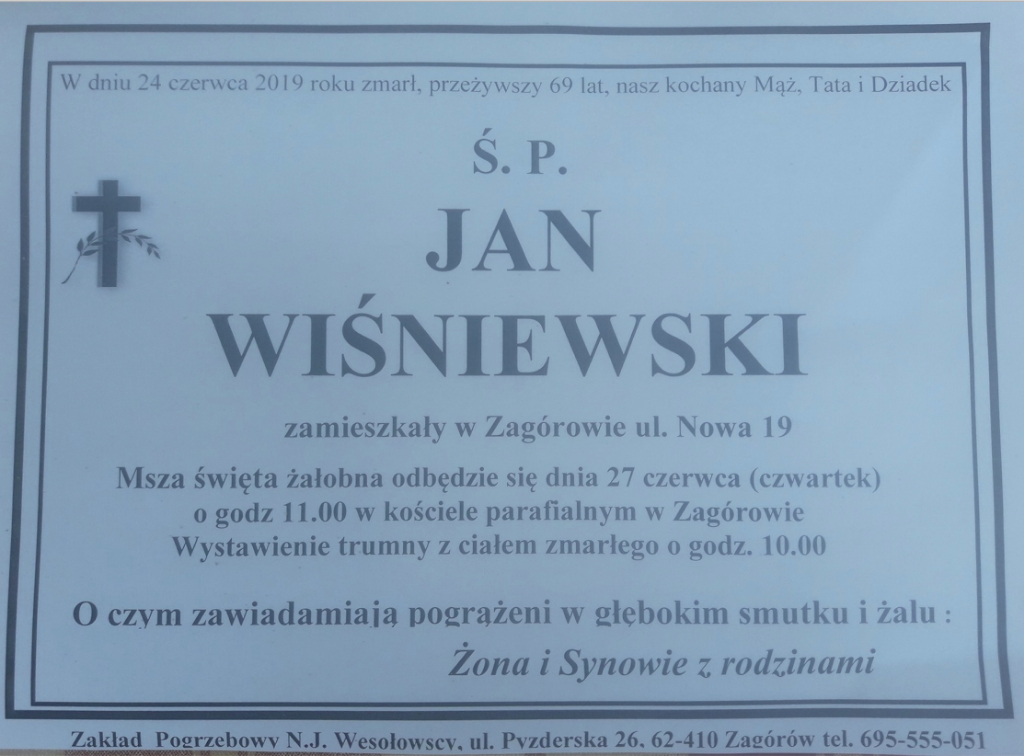 W dniu 24 czerwca 2019 roku zmarł, przeżywszy 69 lat, nasz kochany Mąż, Tata i Dziadek
Ś. P.
JAN
WIŚNIEWSKI
zamieszkały w Zagórowie ul. Nowa 19
Msza święta żałobna odbędzie się dnia 27 czerwca (czwartek)
o godz 11.00 w kościele parafialnym w Zagórowie
Wystawienie trumny z ciałem zmarłego o godz. 10.00
O czym zawiadamiają pogrążeni w głębokim smutku i żalu :
Żona i Synowie z rodzinami
Zakład Pogrzebowy N.J. Wesołowscy, ul. Pyzderska 26, 62-410 Zagórów tel. 695-555-051